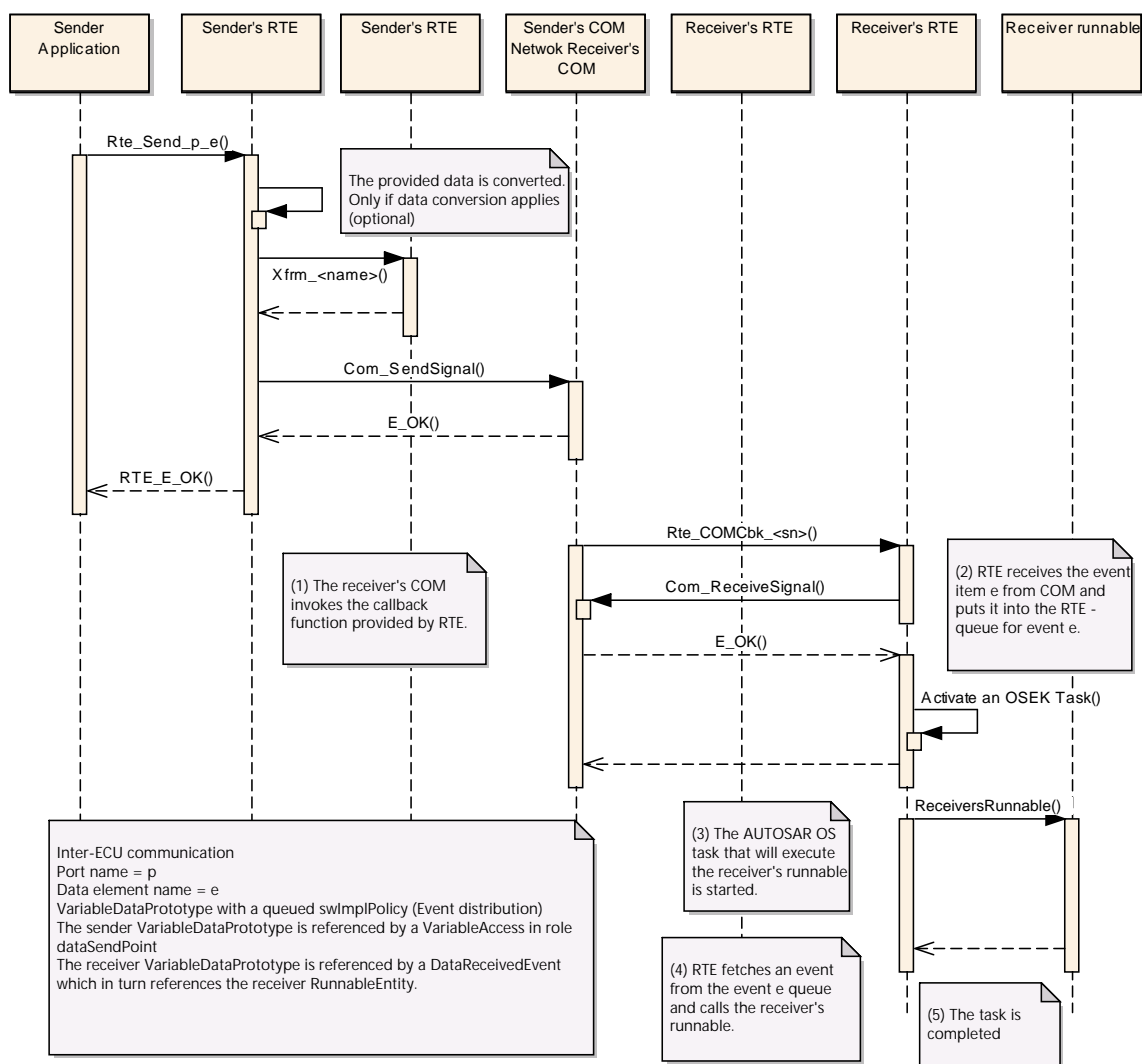 Sender
Application
Sender's RTE
Sender's RTE
Sender's COM
Netwok Receiver's
COM
Receiver's RTE
Receiver's RTE
Receiver runnable
Rte_Send_p_e()
The provided data is converted.
Only if data conversion applies
(optional)
Xfrm_<name>()
Com_SendSignal()
E_OK()
RTE_E_OK()
Rte_COMCbk_<sn>()
(1) The receiver's COM
invokes the callback
function provided by RTE.
Com_ReceiveSignal()
(2) RTE receives the event
item e from COM and
puts it into the RTE -
queue for event e.
E_OK()
Activate an OSEK Task()
ReceiversRunnable()
Inter-ECU communication
Port name = p
Data element name = e
VariableDataPrototype with a queued swImplPolicy (Event distribution)
The sender VariableDataPrototype is referenced by a VariableAccess in role
dataSendPoint
The receiver VariableDataPrototype is referenced by a DataReceivedEvent
which in turn references the receiver RunnableEntity.
(3) The AUTOSAR OS
task that will execute
the receiver's runnable
is started.
(4) RTE fetches an event
from the event e queue
and calls the receiver's
runnable.
(5) The task is
completed